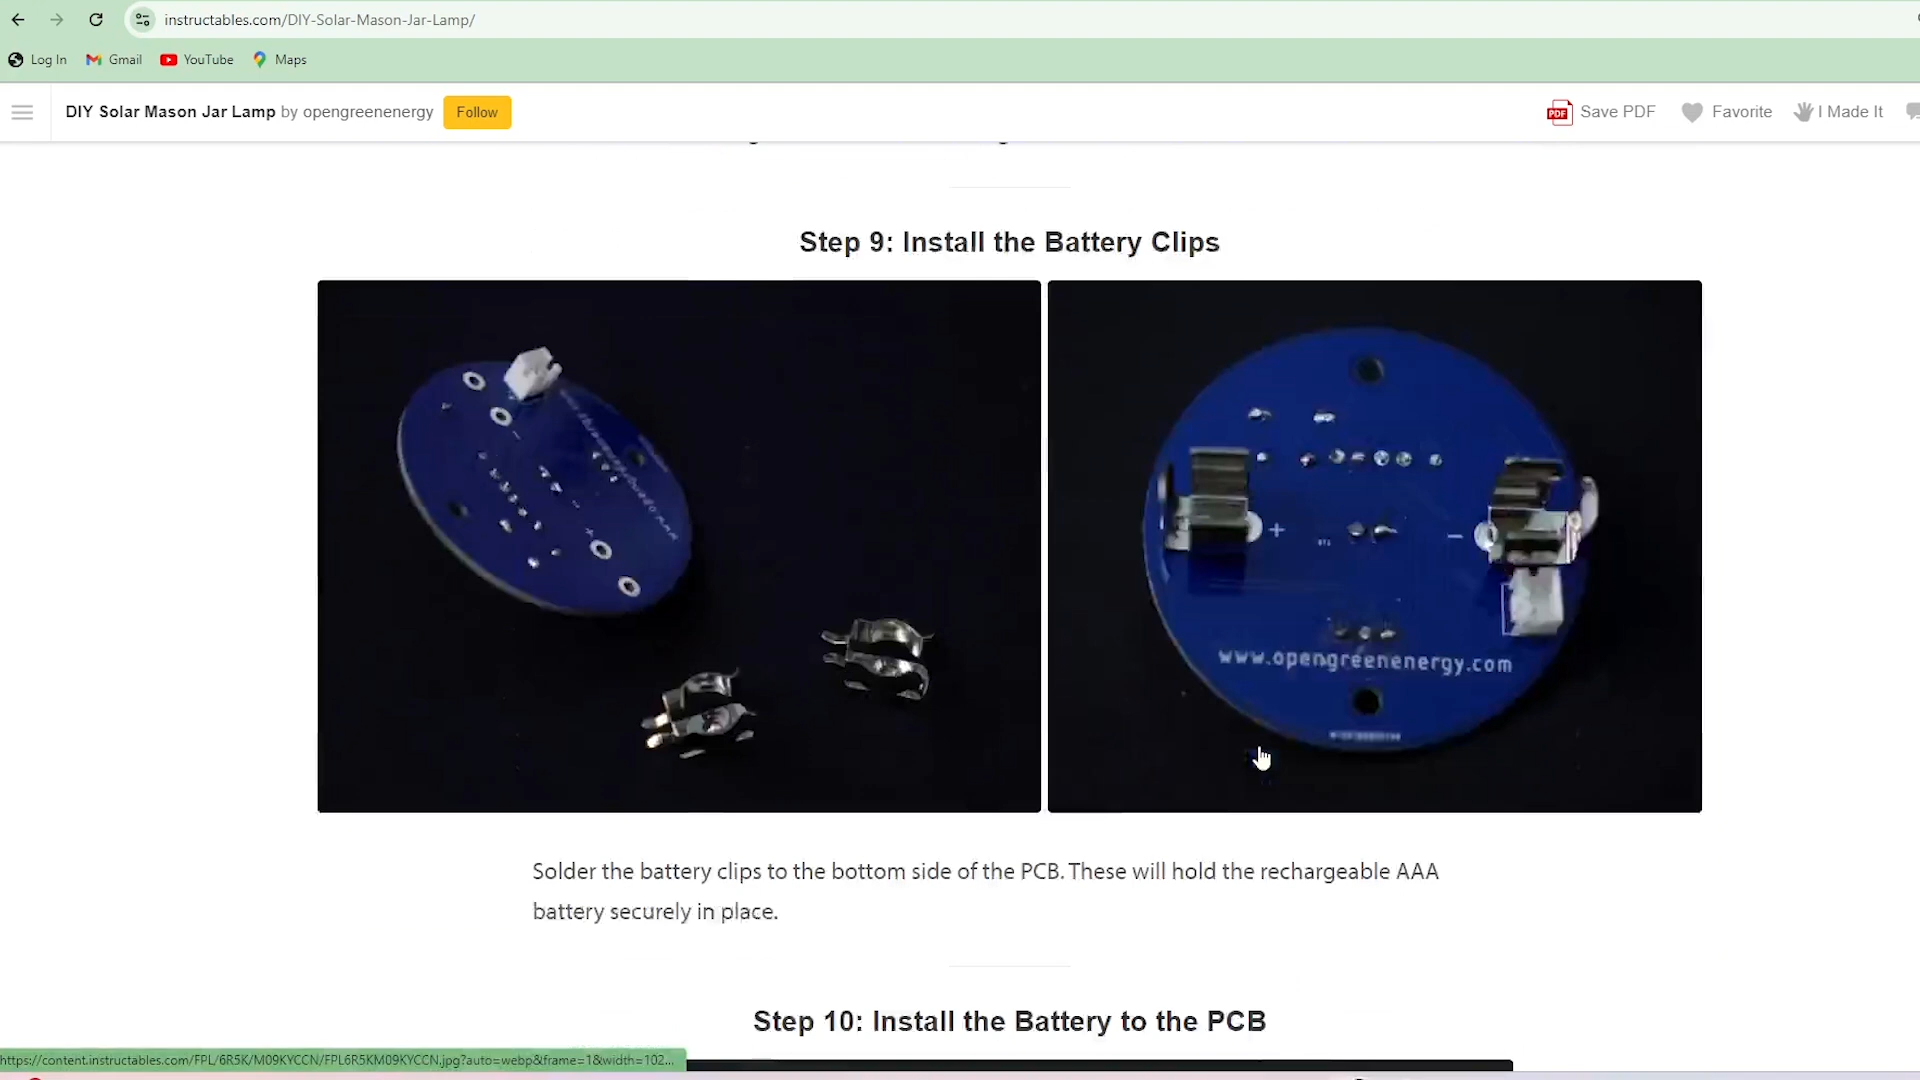 instructables.com/DIY-Solar-Mason-Jar-Lamp/
Log In Gmail YouTube Maps
DIY Solar Mason Jar Lamp by opengreenenergy Follow PDF Save PDF Favorite I Made It
Step 9: Install the Battery Clips
+ −
www.opengreenenergy.com
Solder the battery clips to the bottom side of the PCB. These will hold the rechargeable AAA
battery securely in place.
Step 10: Install the Battery to the PCB
https://content.instructables.com/FPL/6R5K/M09KYCCN/FPL6R5KM09KYCCN.jpg?auto=webp&frame=1&width=102...